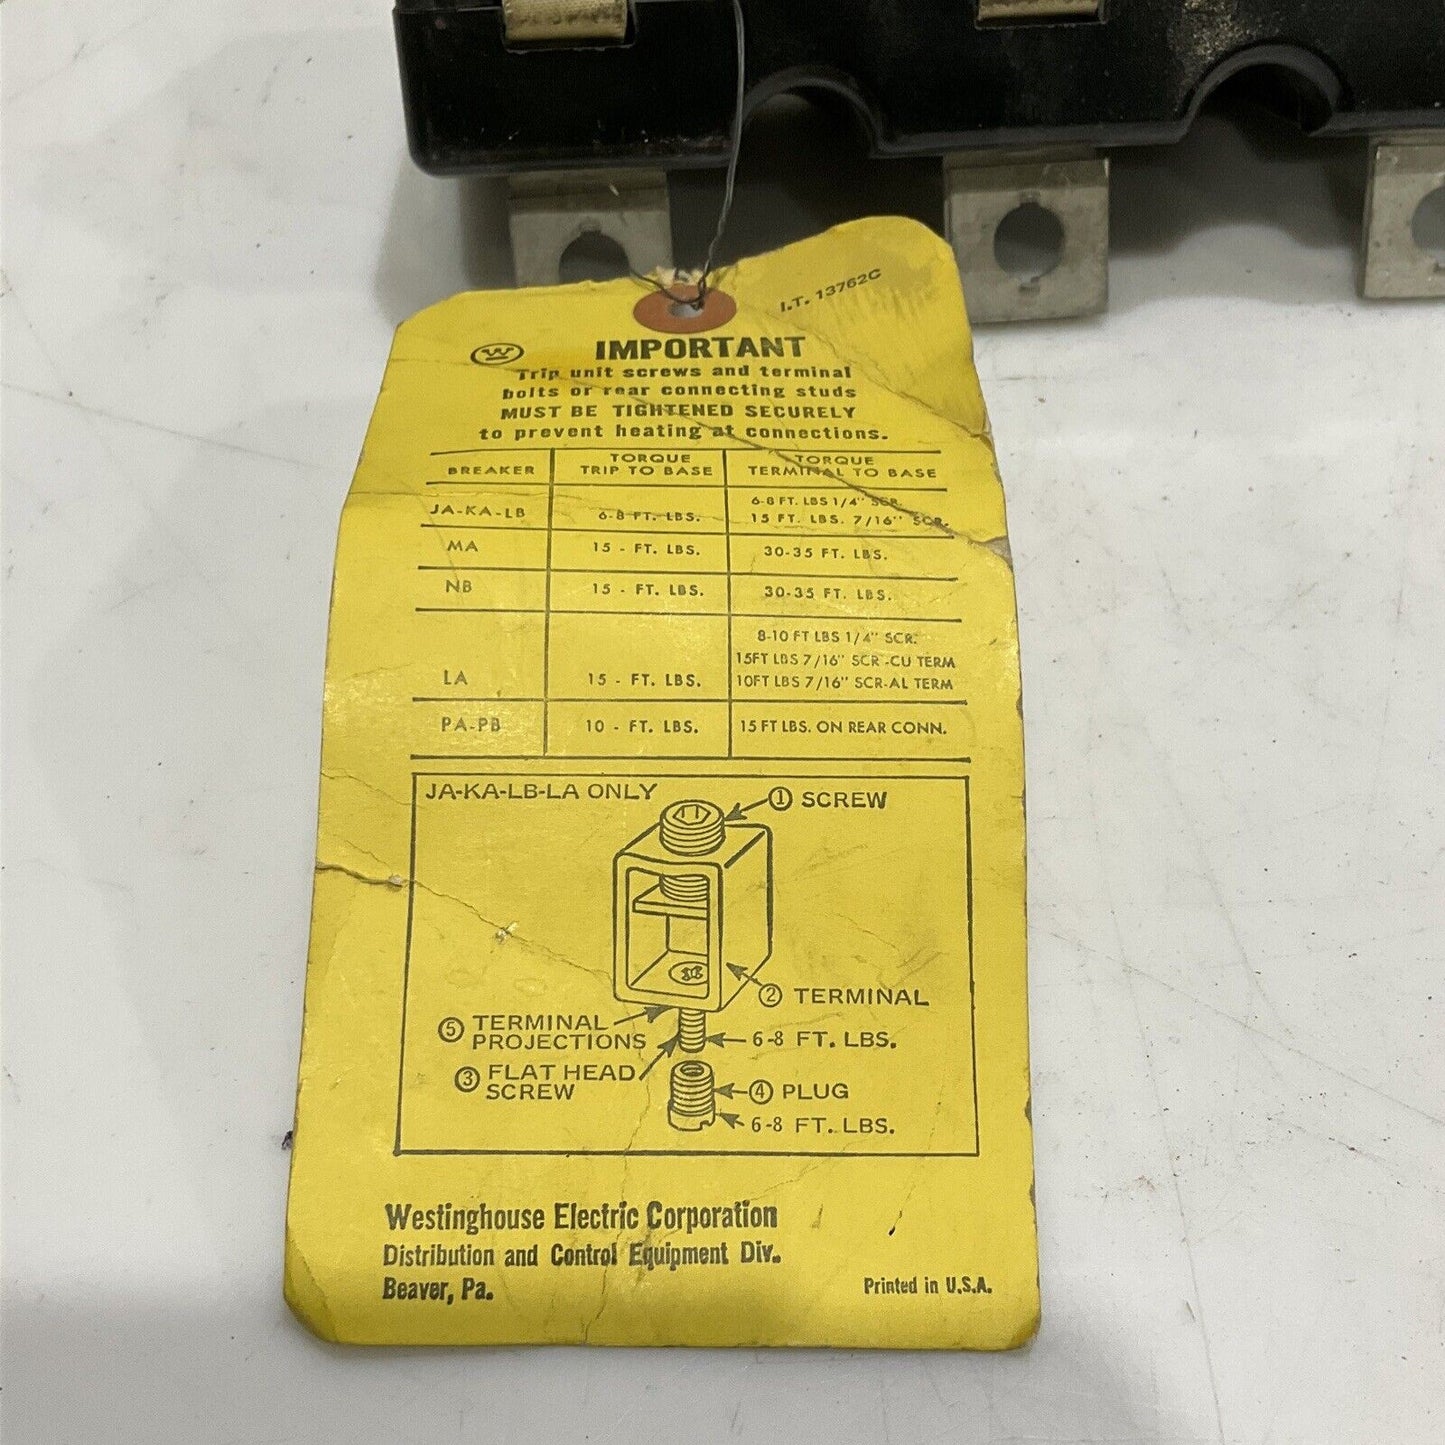 I.T. 13762C
W IMPORTANT
Trip unit screws and terminal
bolts or rear connecting studs
MUST BE TIGHTENED SECURELY
to prevent heating at connections.
BREAKER TORQUE TRIP TO BASE TORQUE TERMINAL TO BASE
JA-KA-LB 6-8 FT. LBS. 6-8 FT. LBS 1/4" SCR.
15 FT. LBS. 7/16" SCR.
MA 15 - FT. LBS. 30-35 FT. LBS.
NB 15 - FT. LBS. 30-35 FT. LBS.
8-10 FT LBS 1/4" SCR.
15FT LBS 7/16" SCR-CU TERM
LA 15 - FT. LBS. 10FT LBS 7/16" SCR-AL TERM
PA-PB 10 - FT. LBS. 15 FT LBS. ON REAR CONN.
JA-KA-LB-LA ONLY
① SCREW
② TERMINAL
⑤ TERMINAL
PROJECTIONS
6-8 FT. LBS.
③ FLAT HEAD
SCREW
④ PLUG
6-8 FT. LBS.
Westinghouse Electric Corporation
Distribution and Control Equipment Div.
Beaver, Pa. Printed in U.S.A.